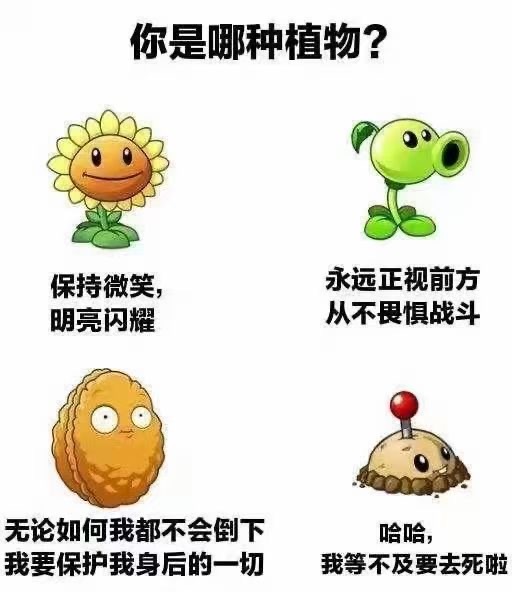 你是哪种植物?
保持微笑,
明亮闪耀
永远正视前方
从不畏惧战斗
无论如何我都不会倒下
我要保护我身后的一切
哈哈,
我等不及要去死啦